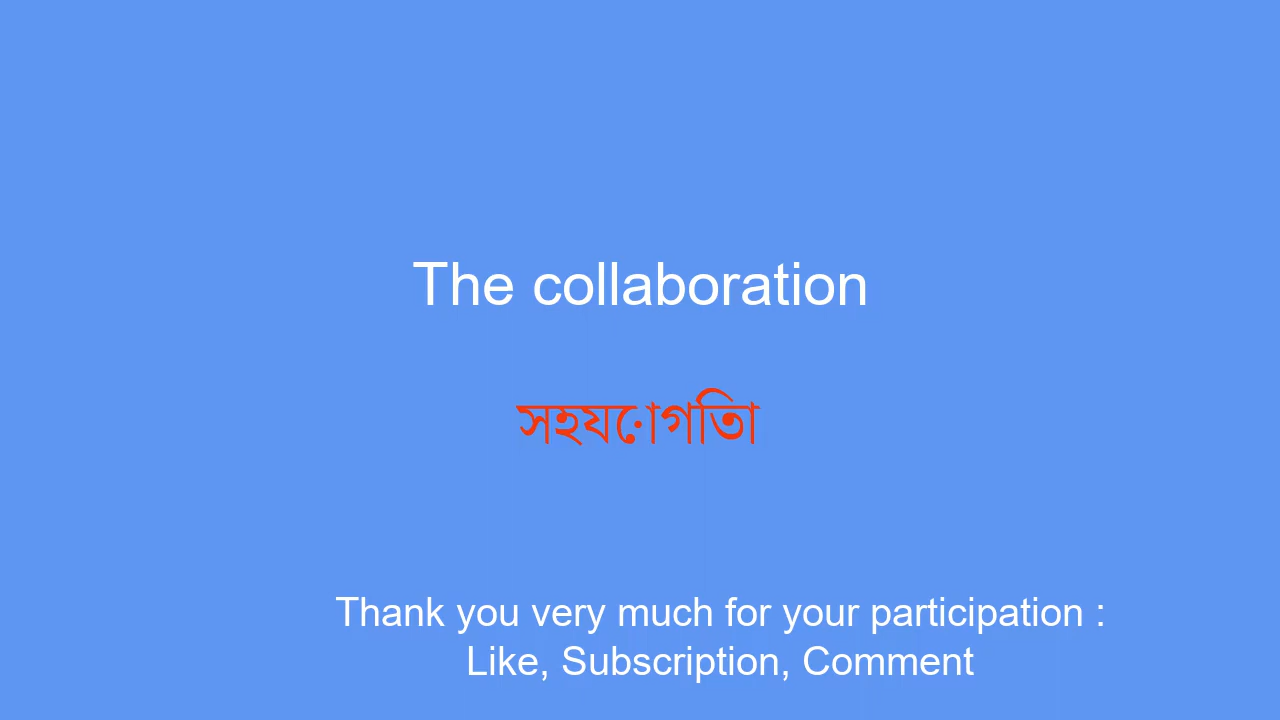 The collaboration
সহযোগিতা
Thank you very much for your participation :
Like, Subscription, Comment